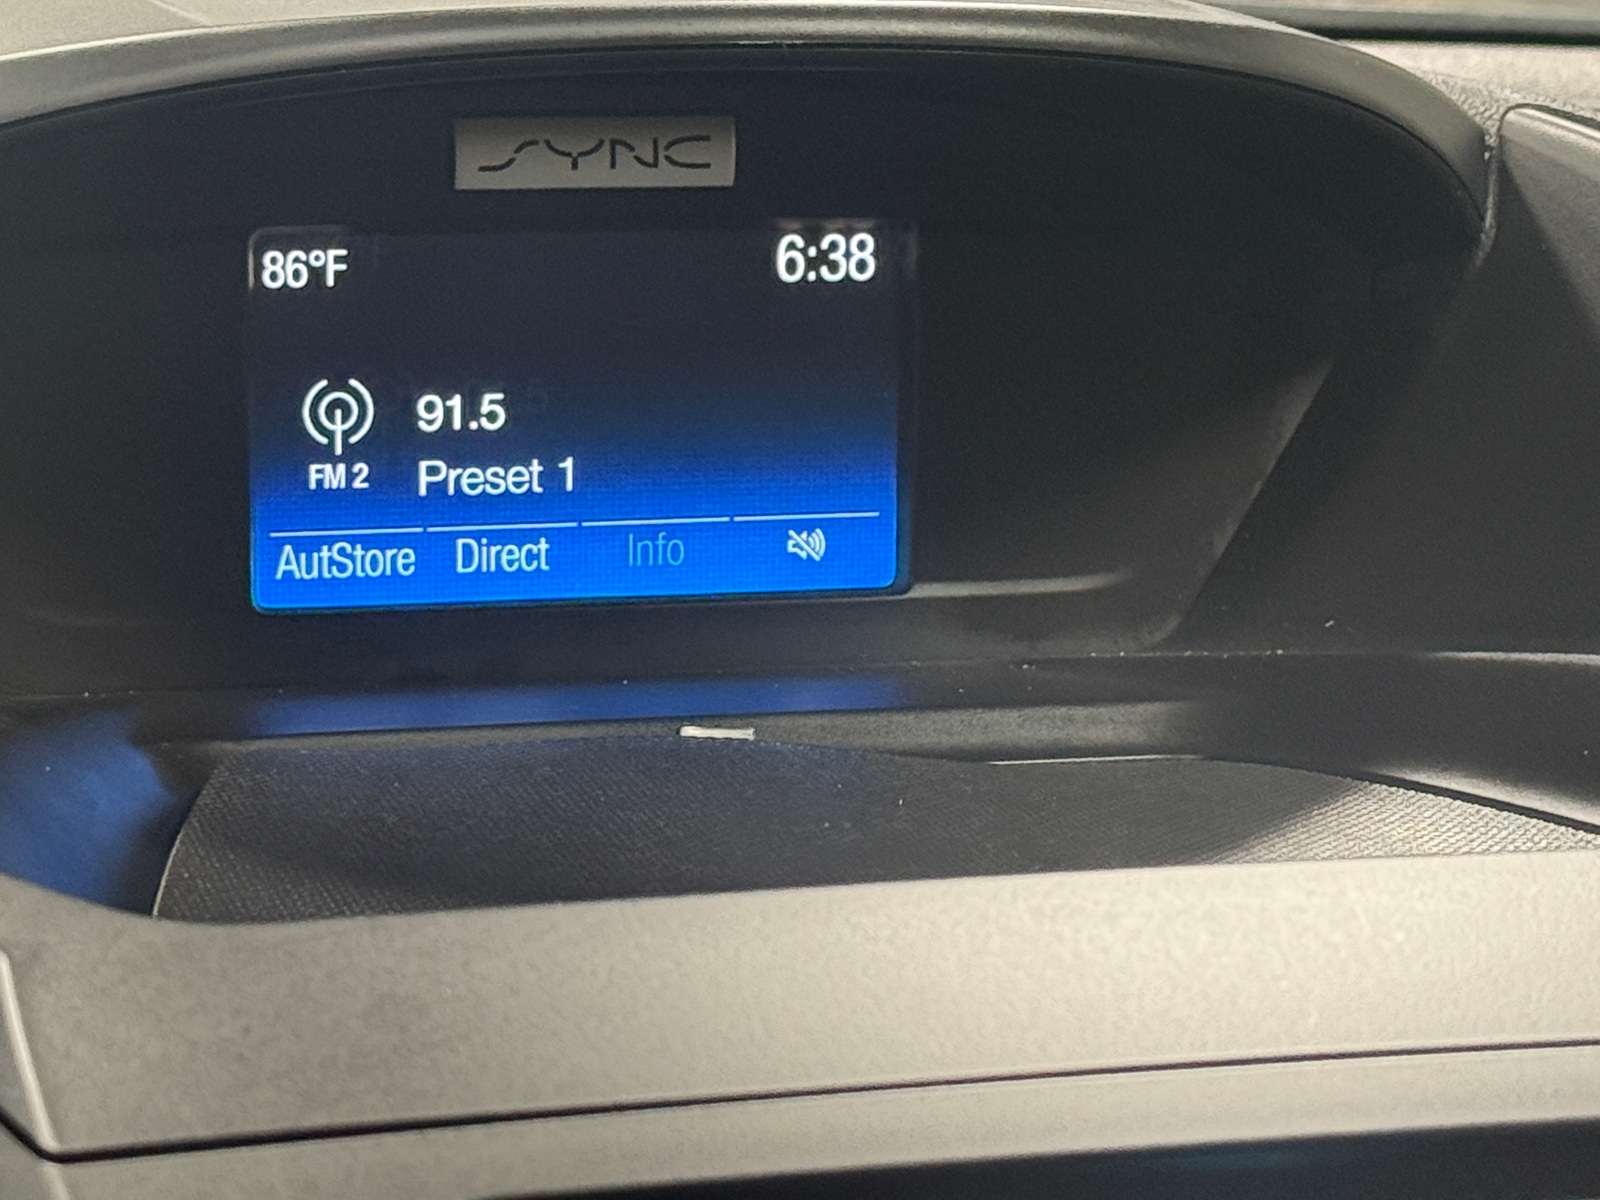 SYNC
86°F 6:38
91.5
FM 2 Preset 1
AutStore Direct Info